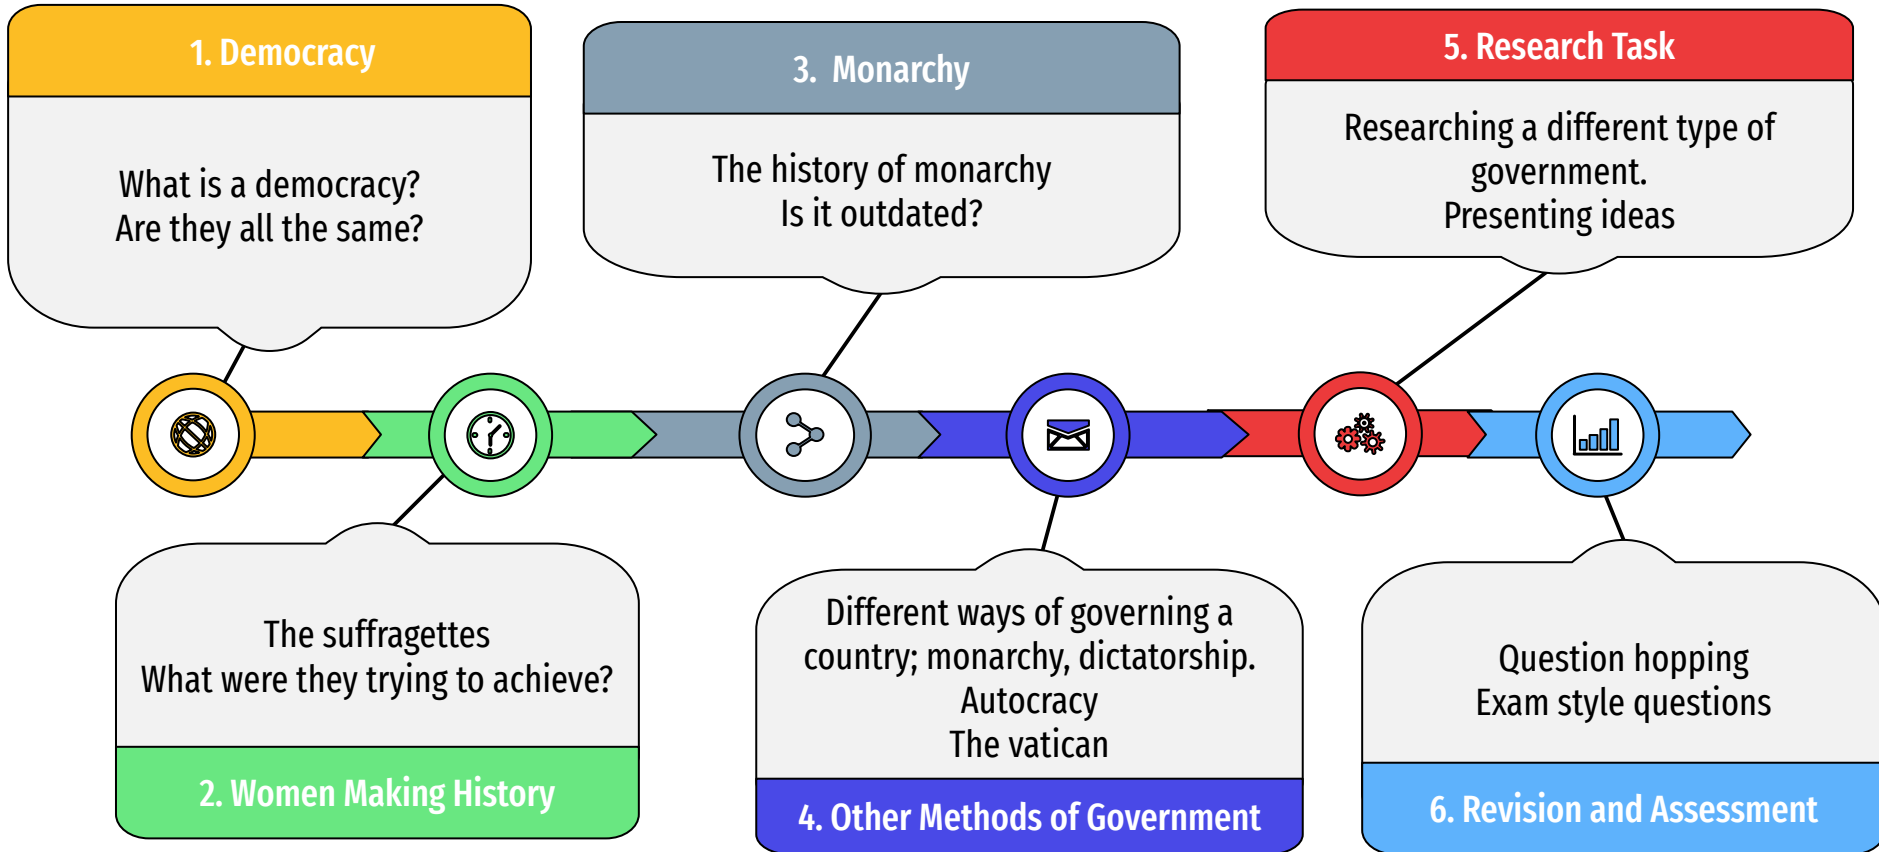 1. Democracy
What is a democracy?
Are they all the same?
The suffragettes
What were they trying to achieve?
2. Women Making History
3. Monarchy
The history of monarchy
Is it outdated?
Different ways of governing a
country; monarchy, dictatorship.
Autocracy
The vatican
4. Other Methods of Government
5. Research Task
Researching a different type of
government.
Presenting ideas
Question hopping
Exam style questions
6. Revision and Assessment